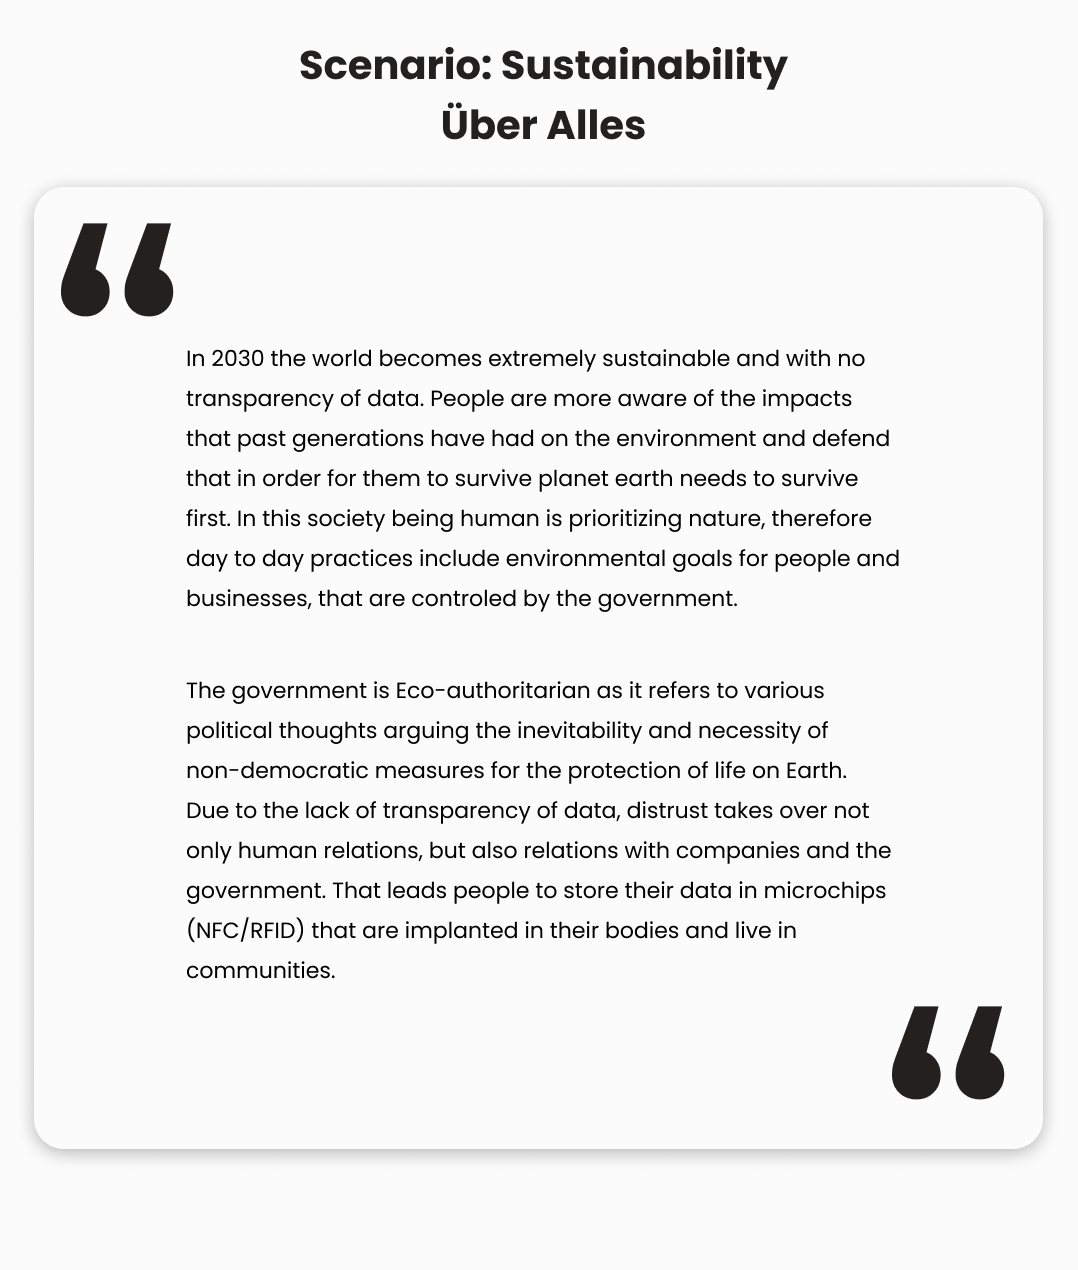 Scenario: Sustainability
Über Alles
“
In 2030 the world becomes extremely sustainable and with no
transparency of data. People are more aware of the impacts
that past generations have had on the environment and defend
that in order for them to survive planet earth needs to survive
first. In this society being human is prioritizing nature, therefore
day to day practices include environmental goals for people and
businesses, that are controled by the government.
The government is Eco-authoritarian as it refers to various
political thoughts arguing the inevitability and necessity of
non-democratic measures for the protection of life on Earth.
Due to the lack of transparency of data, distrust takes over not
only human relations, but also relations with companies and the
government. That leads people to store their data in microchips
(NFC/RFID) that are implanted in their bodies and live in
communities.
“